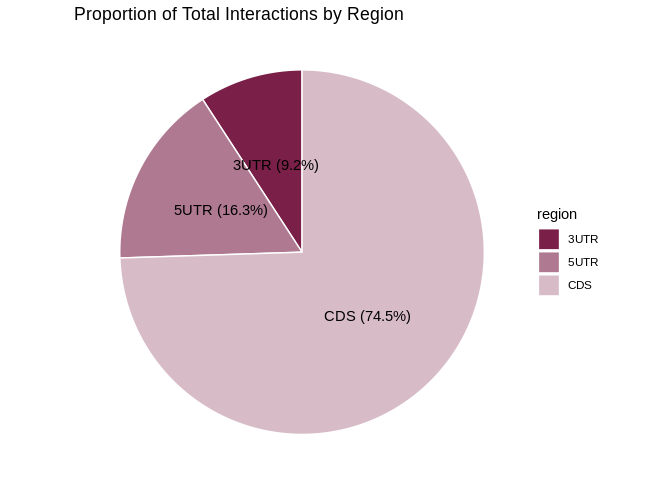 Proportion of Total Interactions by Region
3UTR (9.2%)
5UTR (16.3%)
CDS (74.5%)
region
3UTR
5UTR
CDS